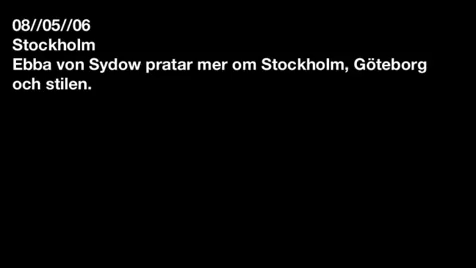 08//05//06
Stockholm
Ebba von Sydow pratar mer om Stockholm, Göteborg
och stilen.